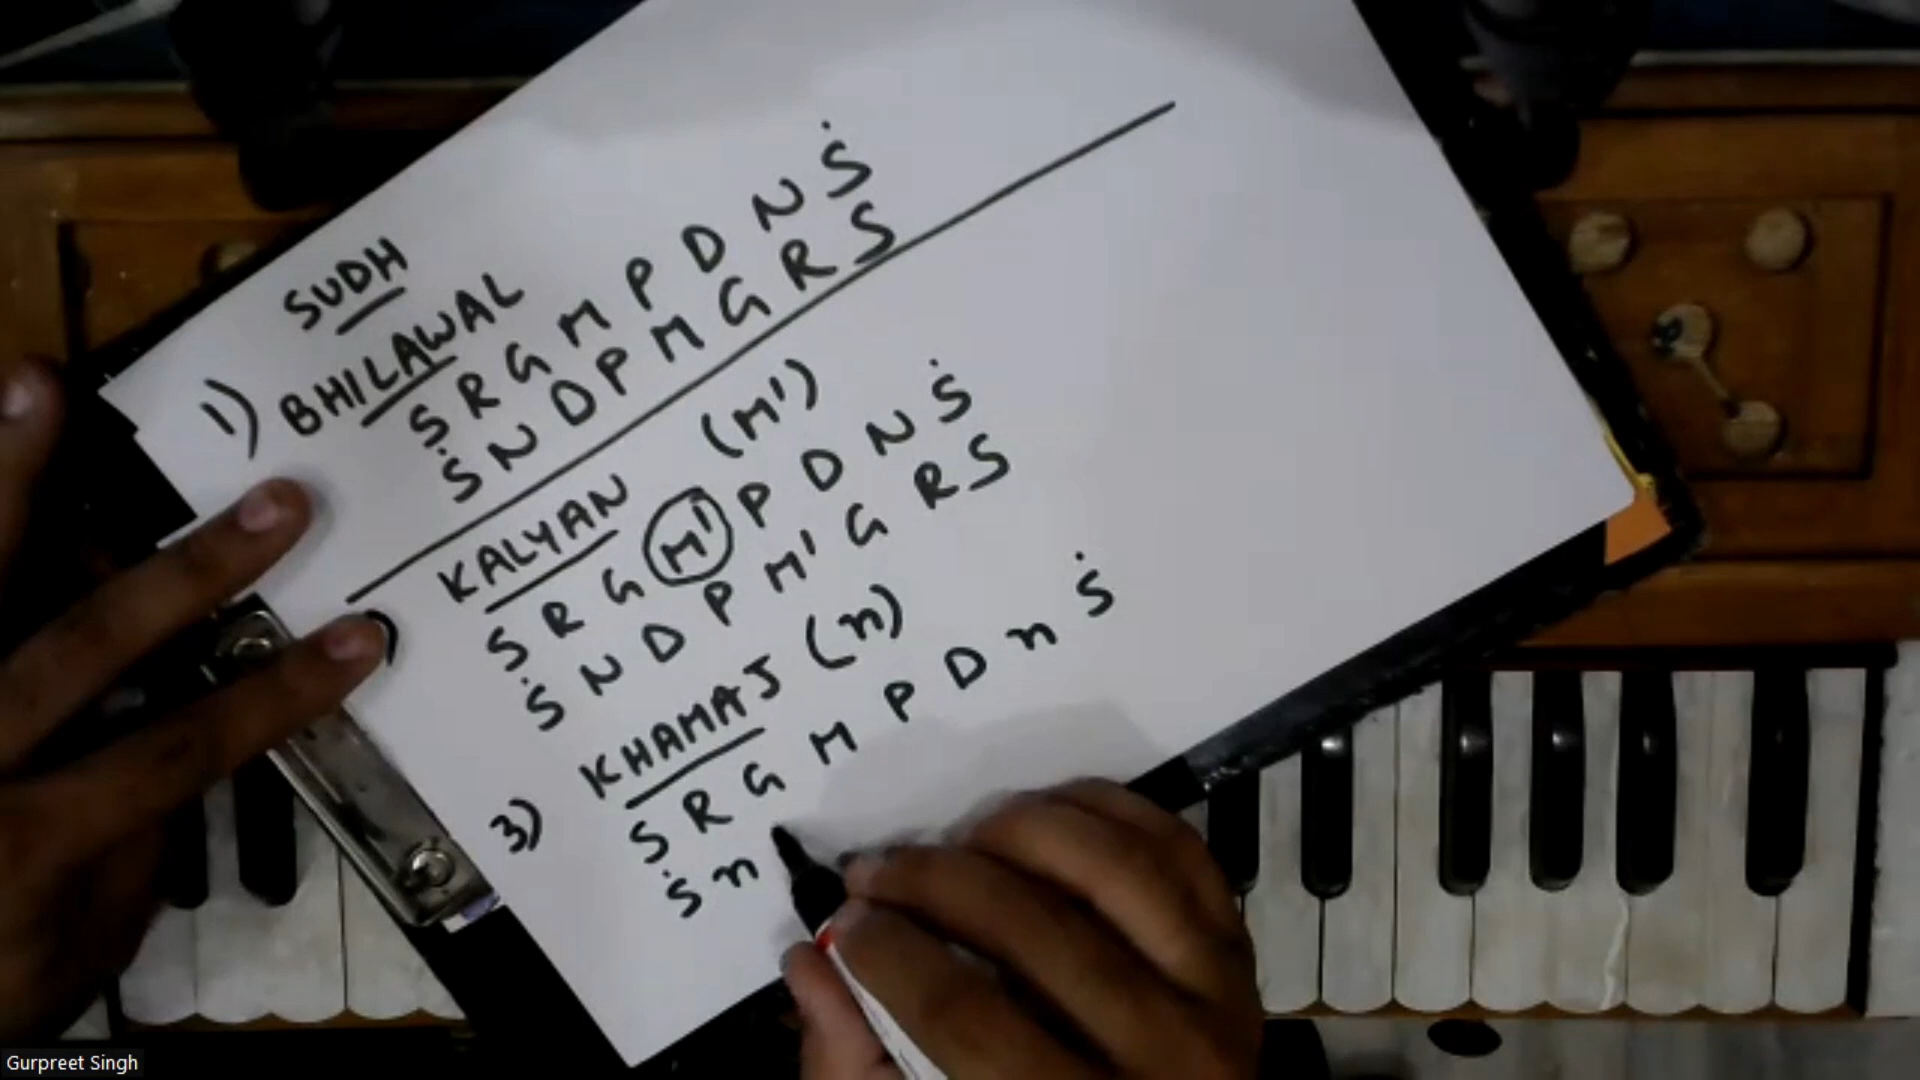 SUDH
1) BHILAWAL
S R G M P D N Ṡ
Ṡ N D P M G R S
) KALYAN (M')
S R G M' P D N Ṡ
Ṡ N D P M' G R S
3) KHAMAJ (n)
S R G M P D n Ṡ
Ṡ n
Gurpreet Singh